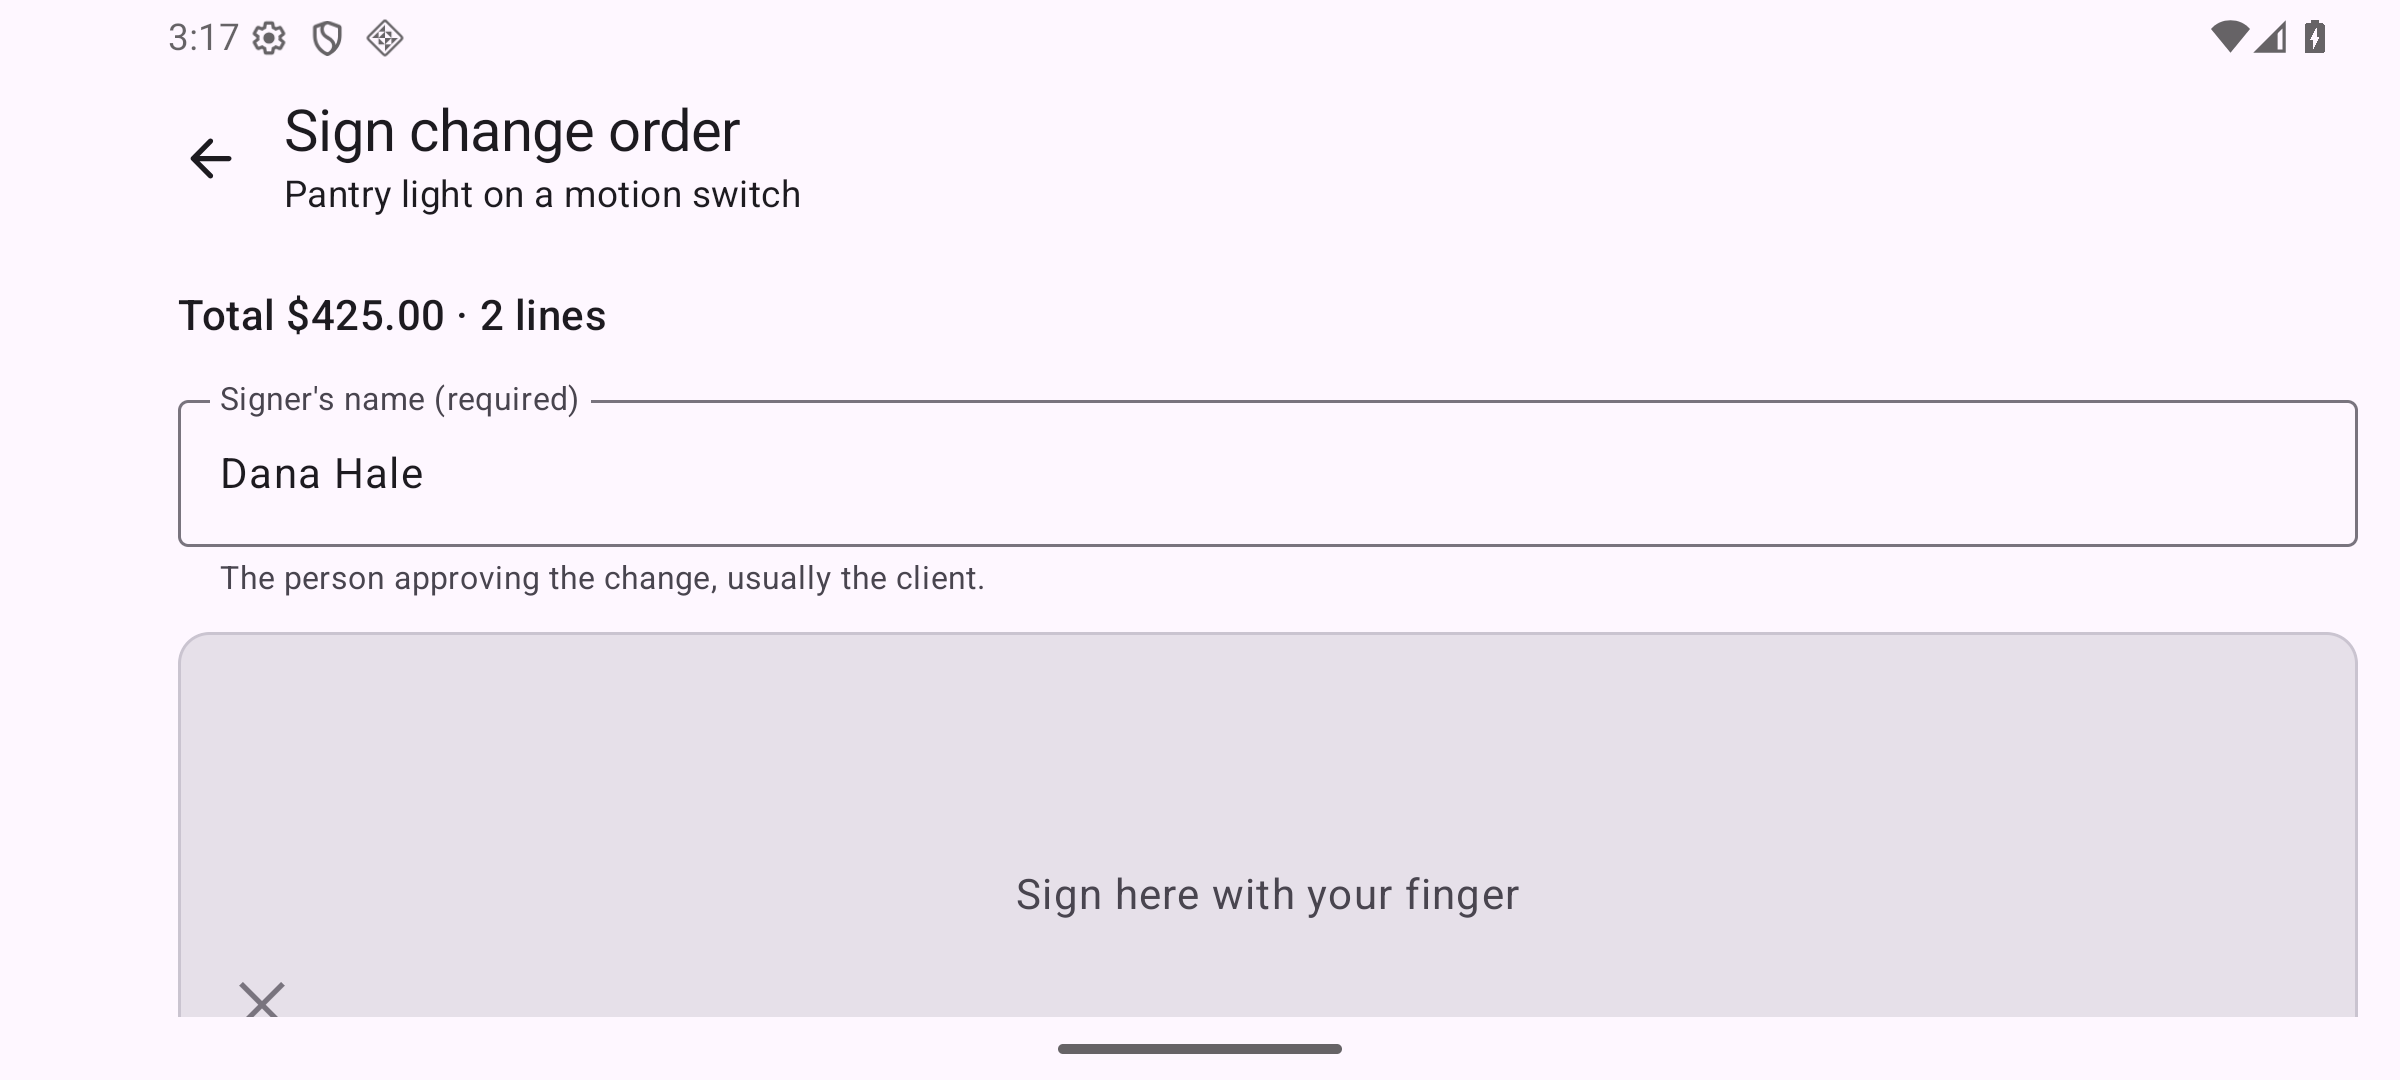 3:17
Sign change order
Pantry light on a motion switch
Total $425.00 · 2 lines
Signer's name (required)
Dana Hale
The person approving the change, usually the client.
Sign here with your finger